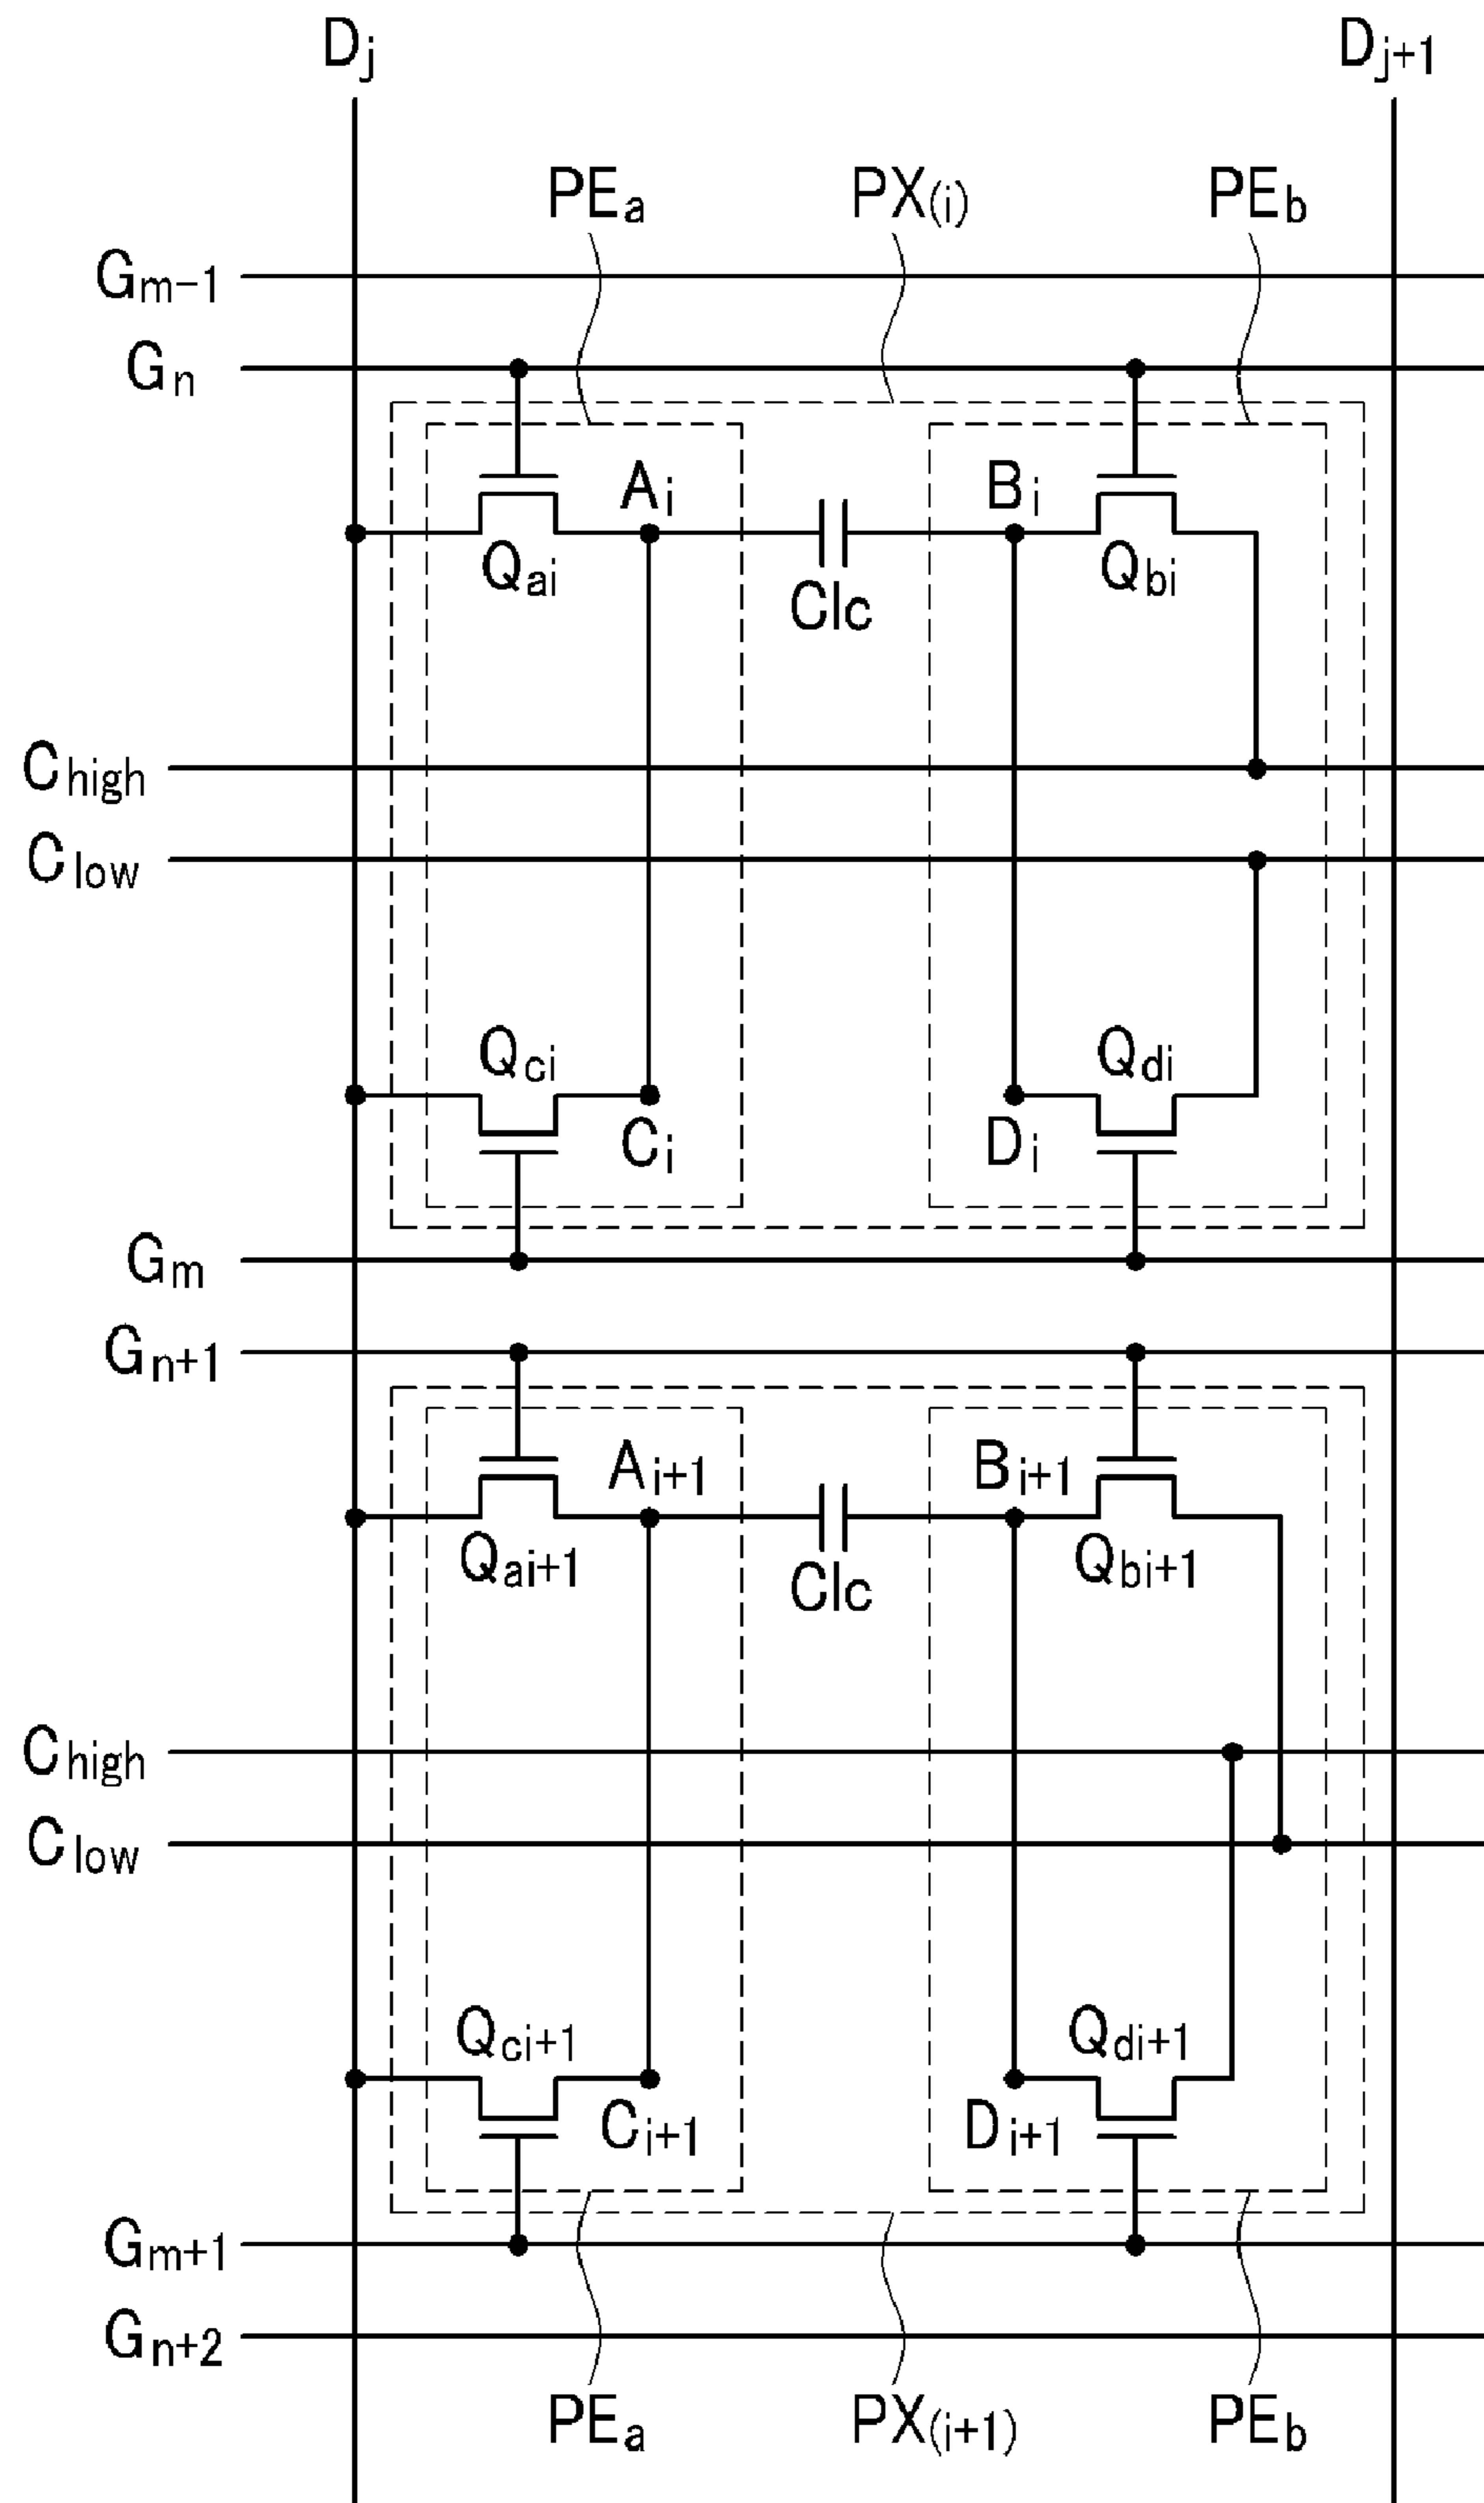 Dj Dj+1
PEa PX(i) PEb
Gm-1
Gn
Ai Bi
Qai Qbi
Clc
Chigh
Clow
Qci Qdi
Ci Di
Gm
Gn+1
Ai+1 Bi+1
Qai+1 Qbi+1
Clc
Chigh
Clow
Qci+1 Qdi+1
Ci+1 Di+1
Gm+1
Gn+2
PEa PX(i+1) PEb